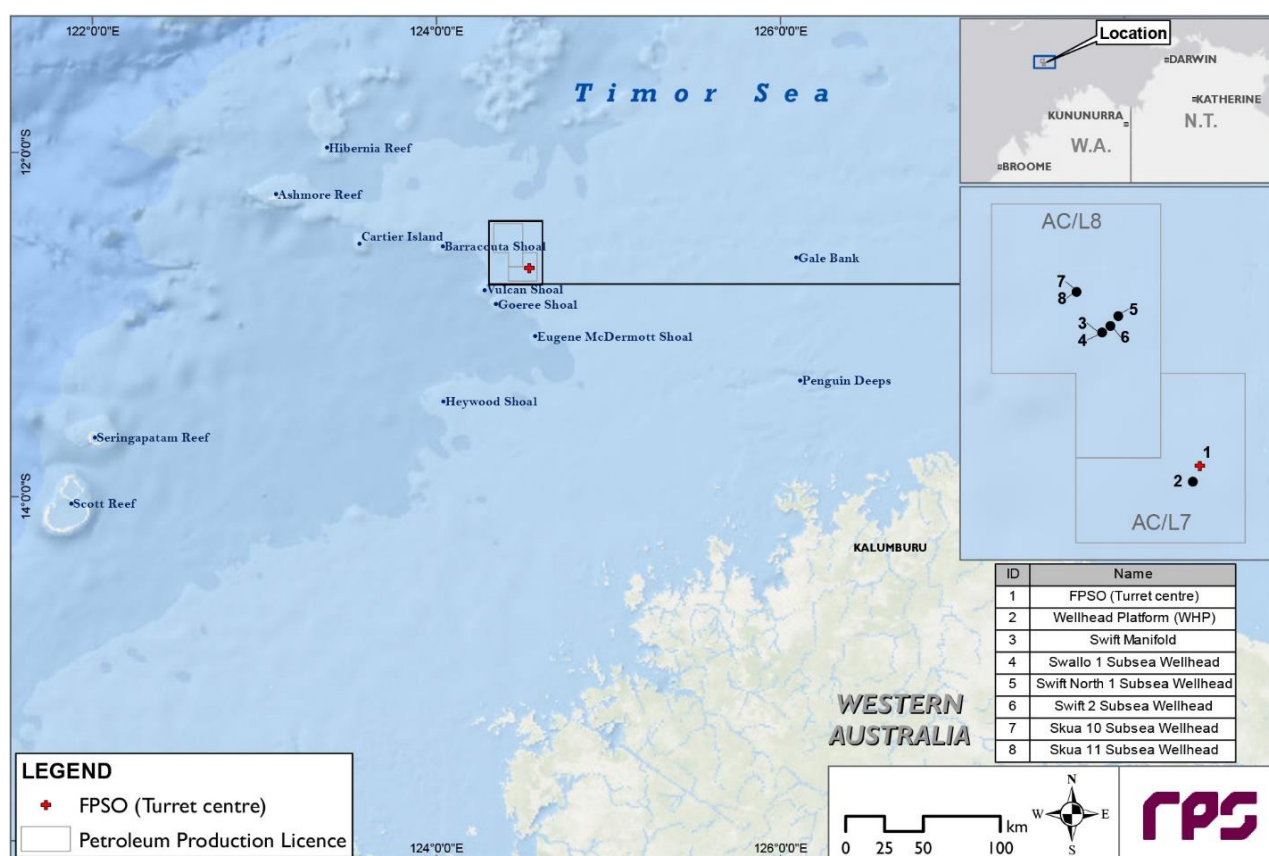 122°0'0"E
124°0'0"E
126°0'0"E
Timor Sea
12°0'0"S
14°0'0"S
Hibernia Reef
Ashmore Reef
Cartier Island
Barracouta Shoal
Vulcan Shoal
Goeree Shoal
Eugene McDermott Shoal
Heywood Shoal
Gale Bank
Penguin Deeps
Seringapatam Reef
Scott Reef
KALUMBURU
WESTERN
AUSTRALIA
Location
DARWIN
KATHERINE
KUNUNURRA
N.T.
W.A.
BROOME
AC/L8
7
8
5
3
4
6
1
2
AC/L7
ID Name
1 FPSO (Turret centre)
2 Wellhead Platform (WHP)
3 Swift Manifold
4 Swallo 1 Subsea Wellhead
5 Swift North 1 Subsea Wellhead
6 Swift 2 Subsea Wellhead
7 Skua 10 Subsea Wellhead
8 Skua 11 Subsea Wellhead
LEGEND
FPSO (Turret centre)
Petroleum Production Licence
124°0'0"E
126°0'0"E
0 25 50 100 km
N
W E
S
rps